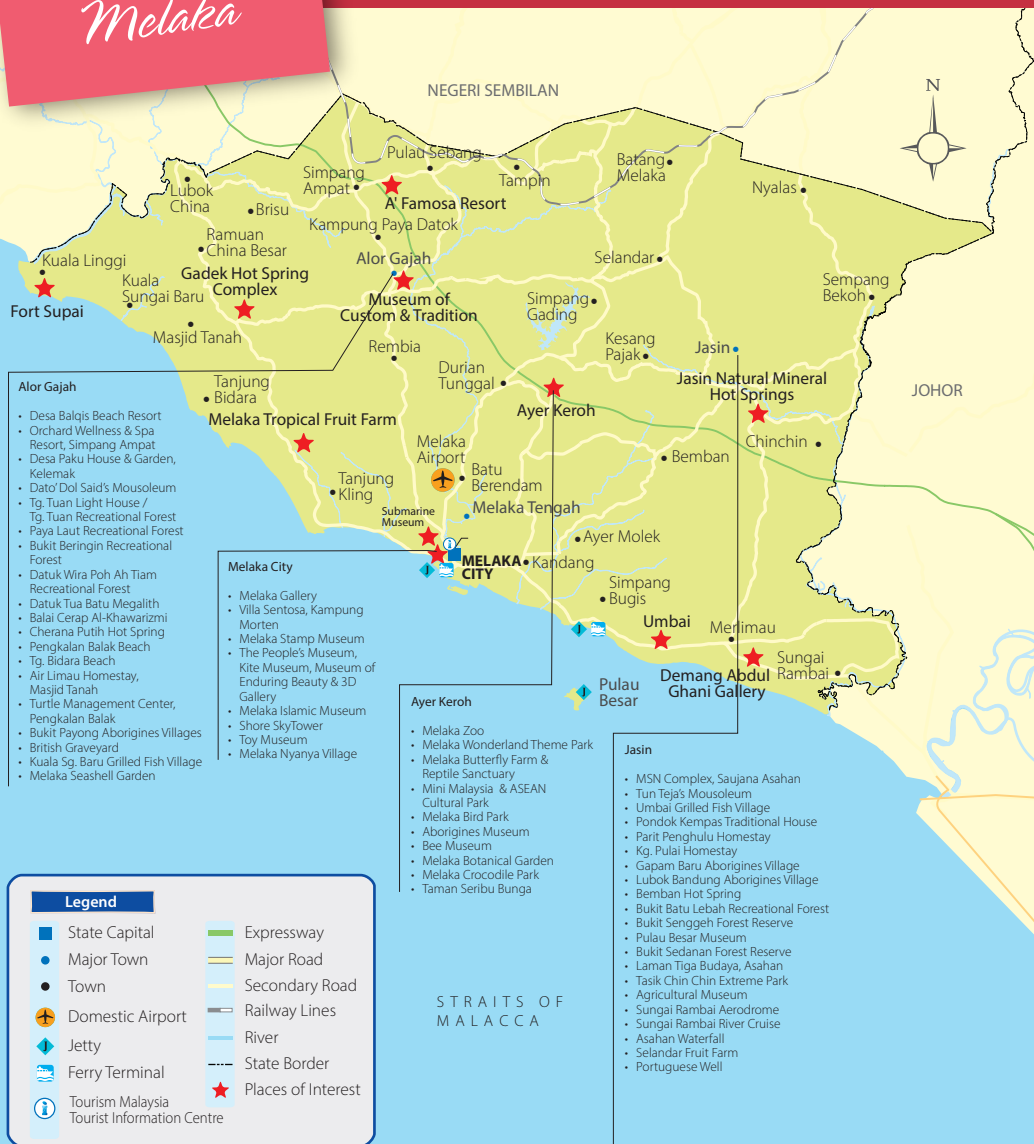 Melaka
NEGERI SEMBILAN
N
Pulau Sebang
Simpang
Ampat
Tampin
Batang
Melaka
Nyalas
Lubok
China
A' Famosa Resort
Brisu
Kampung Paya Datok
Ramuan
China Besar
Alor Gajah
Selandar
Kuala Linggi
Gadek Hot Spring
Complex
Kuala
Sungai Baru
Sempang
Bekoh
Fort Supai
Museum of
Custom & Tradition
Simpang
Gading
Masjid Tanah
Rembia
Kesang
Pajak
Jasin
Durian
Tunggal
Jasin Natural Mineral
Hot Springs
JOHOR
Tanjung
Bidara
Ayer Keroh
Melaka Tropical Fruit Farm
Chinchin
Melaka
Airport
Bemban
Batu
Berendam
Tanjung
Kling
Submarine
Museum
Melaka Tengah
Ayer Molek
i
MELAKA
CITY
Kandang
J
Simpang
Bugis
Umbai
Merlimau
J
Demang Abdul
Ghani Gallery
Sungai
Rambai
J
Pulau
Besar
Alor Gajah
• Desa Balqis Beach Resort
• Orchard Wellness & Spa
Resort, Simpang Ampat
• Desa Paku House & Garden,
Kelemak
• Dato' Dol Said's Mousoleum
• Tg. Tuan Light House /
Tg. Tuan Recreational Forest
• Paya Laut Recreational Forest
• Bukit Beringin Recreational
Forest
• Datuk Wira Poh Ah Tiam
Recreational Forest
• Datuk Tua Batu Megalith
• Balai Cerap Al-Khawarizmi
• Cherana Putih Hot Spring
• Pengkalan Balak Beach
• Tg. Bidara Beach
• Air Limau Homestay,
Masjid Tanah
• Turtle Management Center,
Pengkalan Balak
• Bukit Payong Aborigines Villages
• British Graveyard
• Kuala Sg. Baru Grilled Fish Village
• Melaka Seashell Garden
Melaka City
• Melaka Gallery
• Villa Sentosa, Kampung
Morten
• Melaka Stamp Museum
• The People's Museum,
Kite Museum, Museum of
Enduring Beauty & 3D
Gallery
• Melaka Islamic Museum
• Shore SkyTower
• Toy Museum
• Melaka Nyanya Village
Ayer Keroh
• Melaka Zoo
• Melaka Wonderland Theme Park
• Melaka Butterfly Farm &
Reptile Sanctuary
• Mini Malaysia & ASEAN
Cultural Park
• Melaka Bird Park
• Aborigines Museum
• Bee Museum
• Melaka Botanical Garden
• Melaka Crocodile Park
• Taman Seribu Bunga
Jasin
• MSN Complex, Saujana Asahan
• Tun Teja's Mousoleum
• Umbai Grilled Fish Village
• Pondok Kempas Traditional House
• Parit Penghulu Homestay
• Kg. Pulai Homestay
• Gapam Baru Aborigines Village
• Lubok Bandung Aborigines Village
• Bemban Hot Spring
• Bukit Batu Lebah Recreational Forest
• Bukit Senggeh Forest Reserve
• Pulau Besar Museum
• Bukit Sedanan Forest Reserve
• Laman Tiga Budaya, Asahan
• Tasik Chin Chin Extreme Park
• Agricultural Museum
• Sungai Rambai Aerodrome
• Sungai Rambai River Cruise
• Asahan Waterfall
• Selandar Fruit Farm
• Portuguese Well
STRAITS OF
MALACCA
Legend
State Capital
Major Town
Town
Domestic Airport
J Jetty
Ferry Terminal
i Tourism Malaysia
Tourist Information Centre
Expressway
Major Road
Secondary Road
Railway Lines
River
State Border
Places of Interest